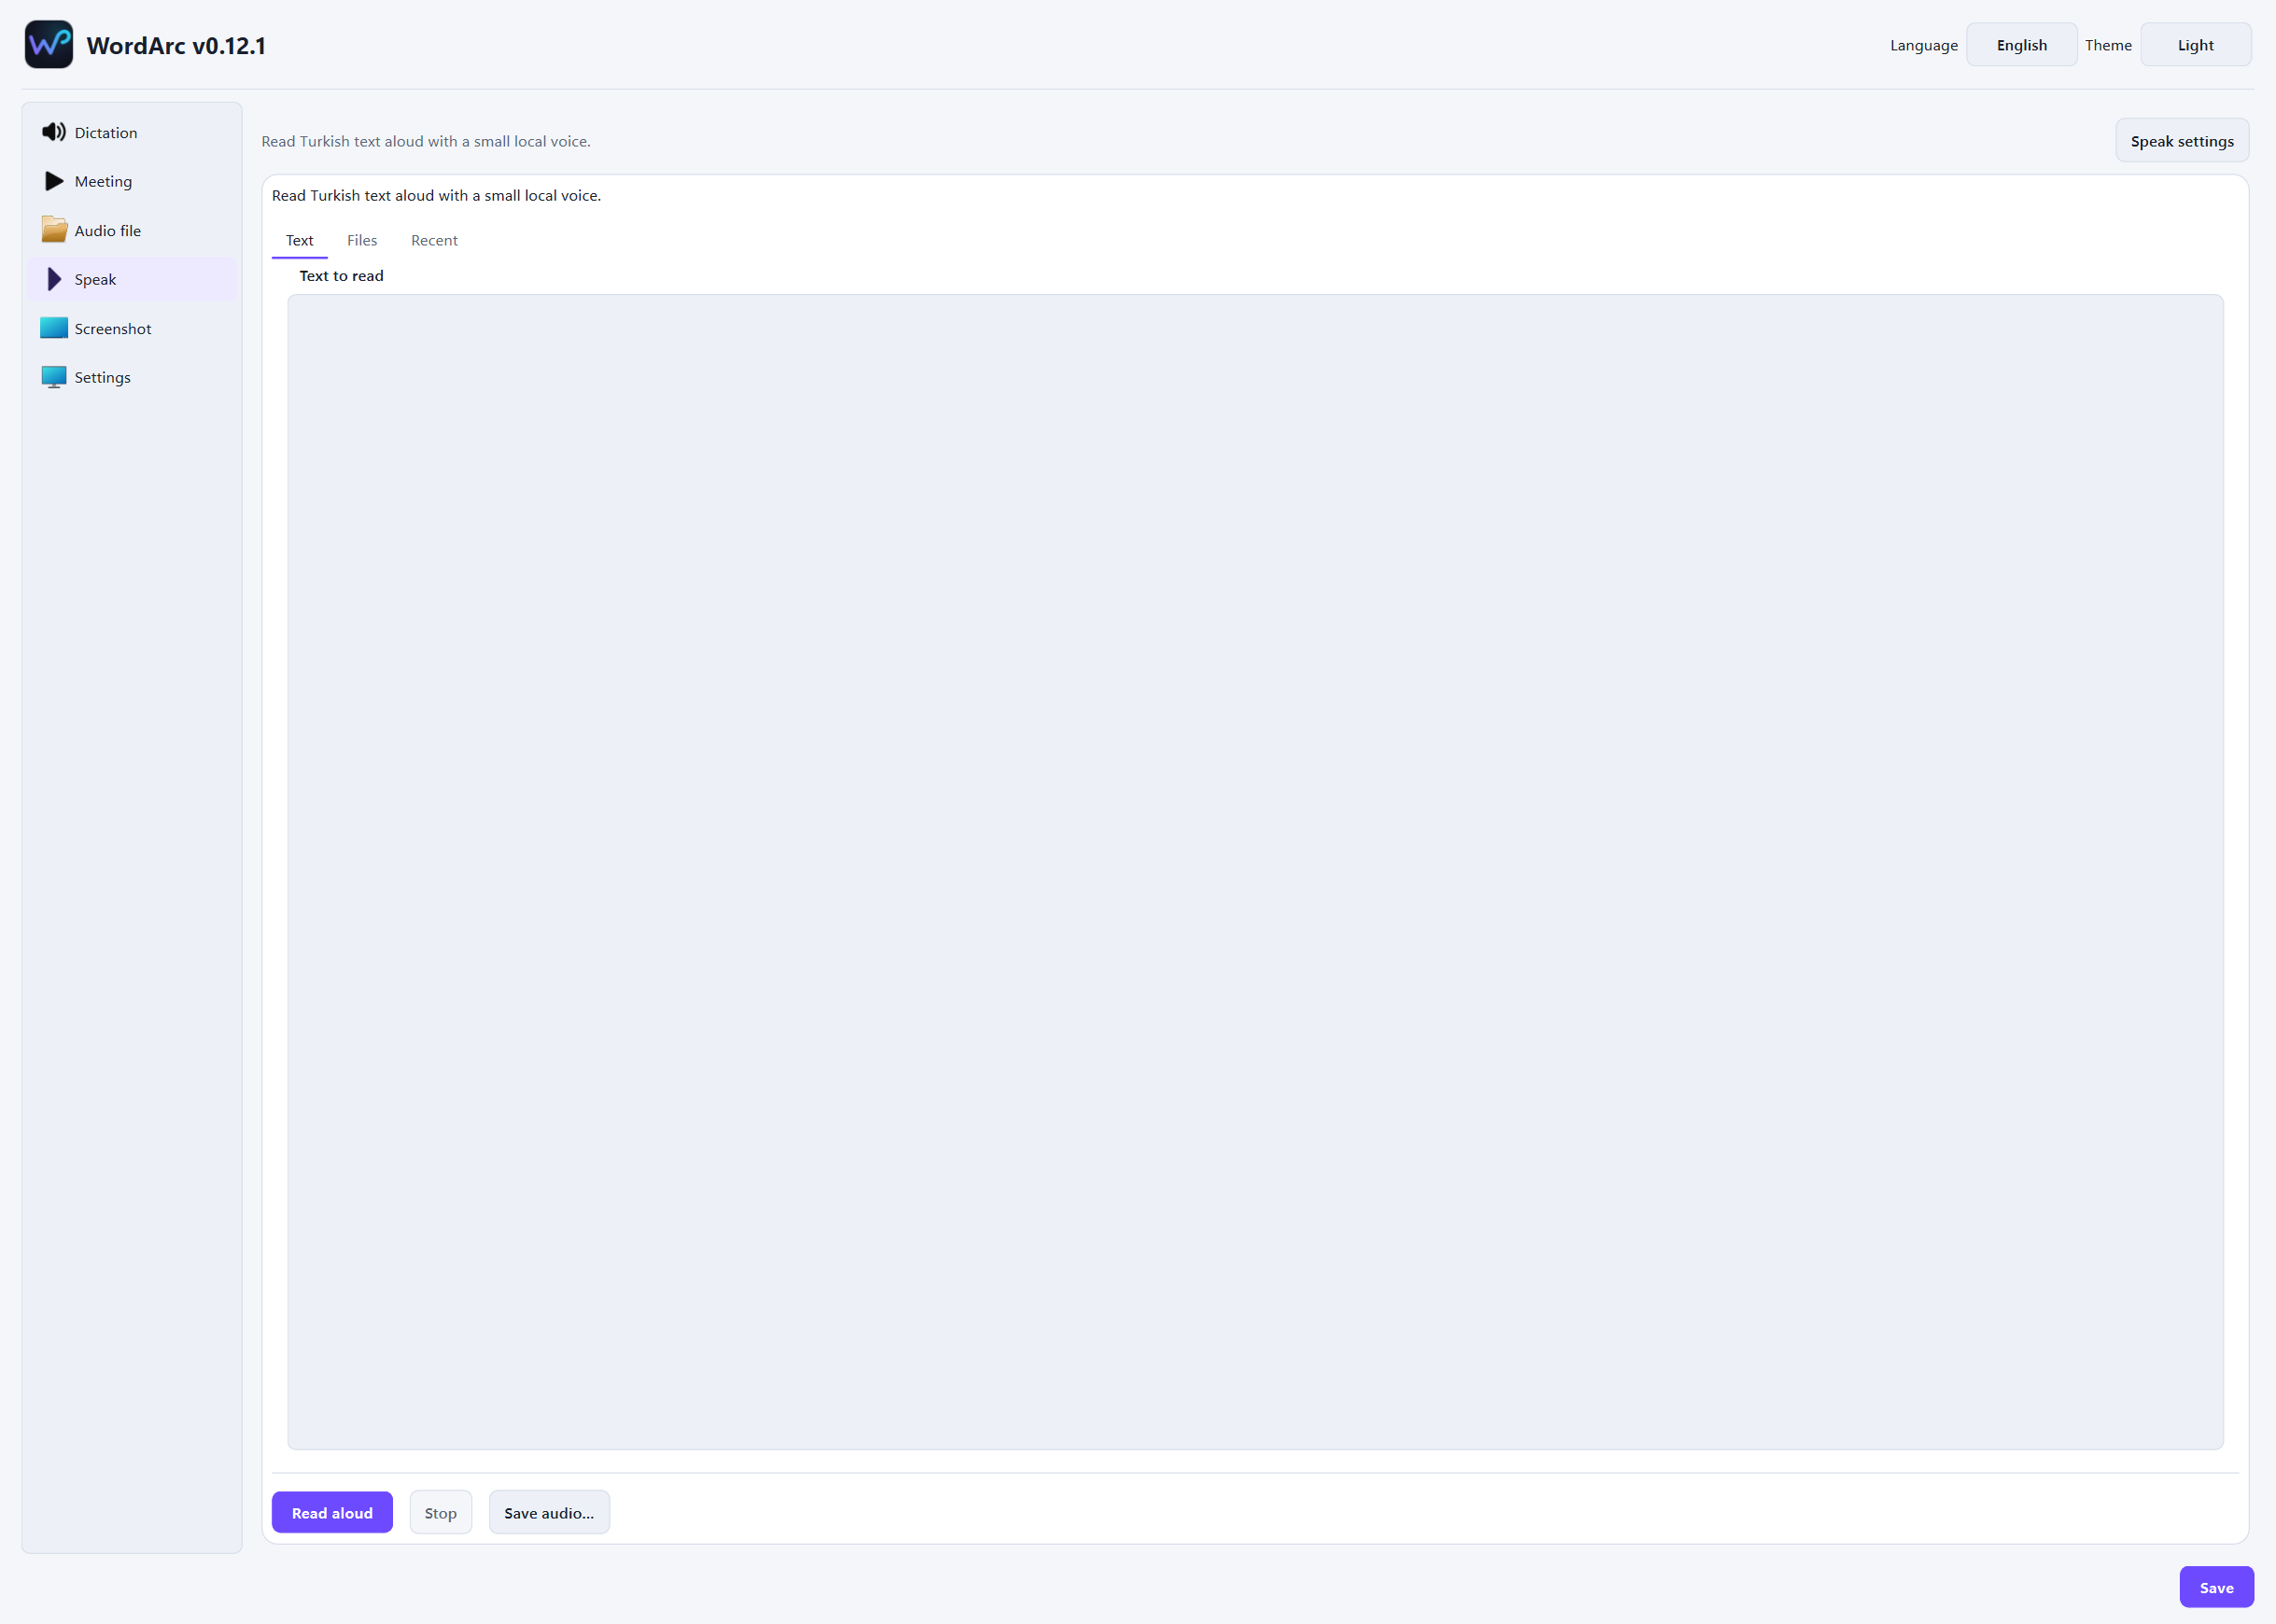 WordArc v0.12.1
Language English Theme Light
Dictation
Meeting
Audio file
Speak
Screenshot
Settings
Read Turkish text aloud with a small local voice.
Speak settings
Read Turkish text aloud with a small local voice.
Text Files Recent
Text to read
Read aloud Stop Save audio...
Save